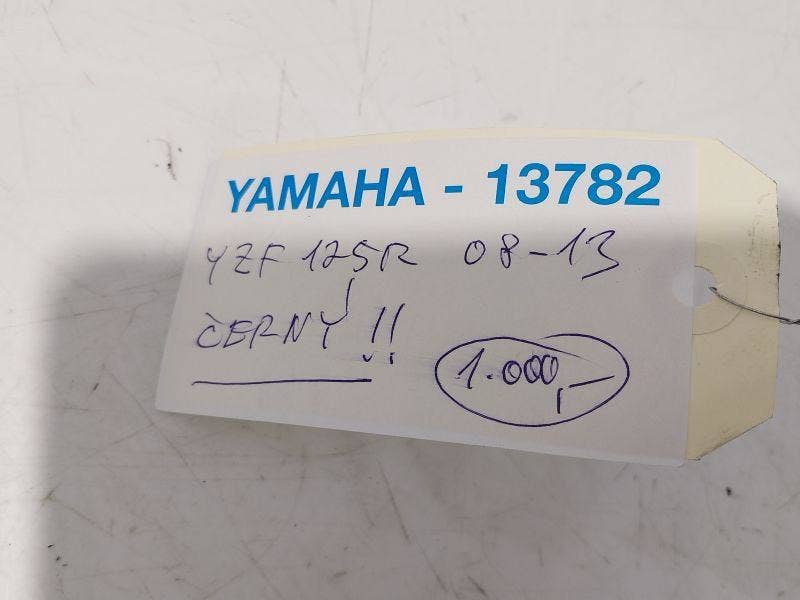 YAMAHA - 13782
YZF 125R 08-13
ČERNÝ!!
1.000,-